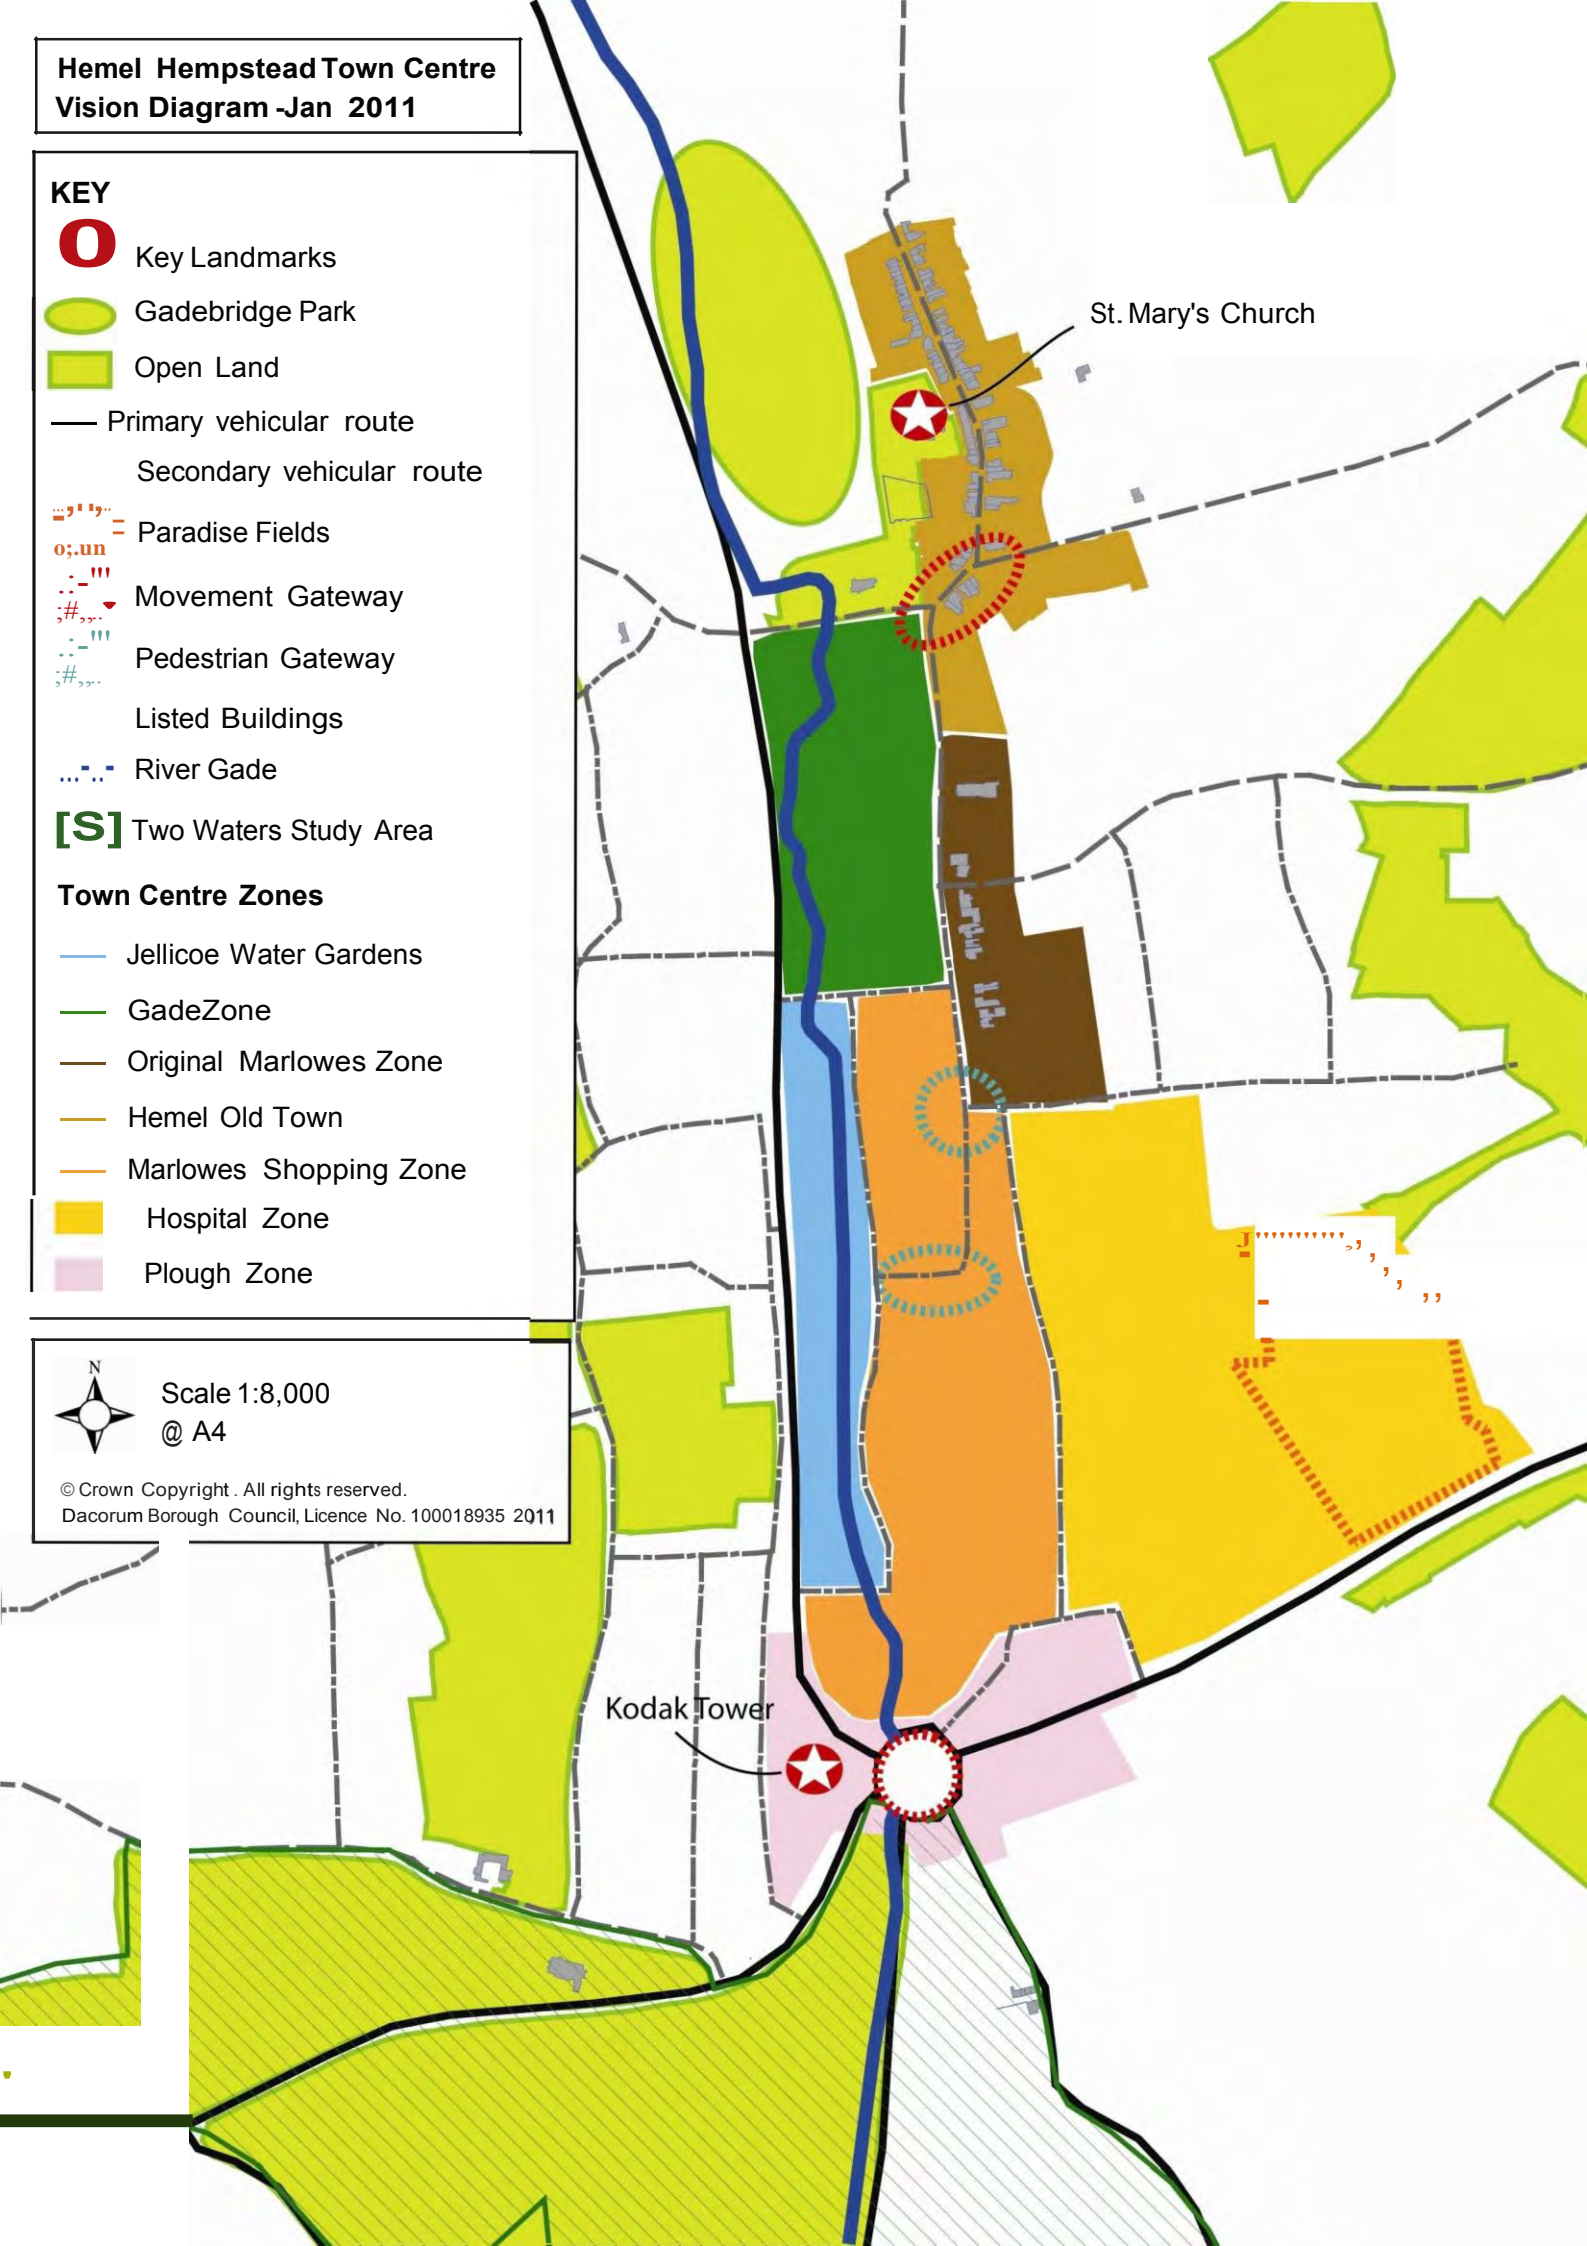 Hemel Hempstead Town Centre
Vision Diagram -Jan 2011
KEY
Key Landmarks
Gadebridge Park
Open Land
Primary vehicular route
Secondary vehicular route
Paradise Fields
Movement Gateway
Pedestrian Gateway
Listed Buildings
River Gade
[S] Two Waters Study Area
Town Centre Zones
Jellicoe Water Gardens
GadeZone
Original Marlowes Zone
Hemel Old Town
Marlowes Shopping Zone
Hospital Zone
Plough Zone
N
Scale 1:8,000
@ A4
© Crown Copyright . All rights reserved.
Dacorum Borough Council, Licence No. 100018935 2011
St. Mary's Church
Kodak Tower